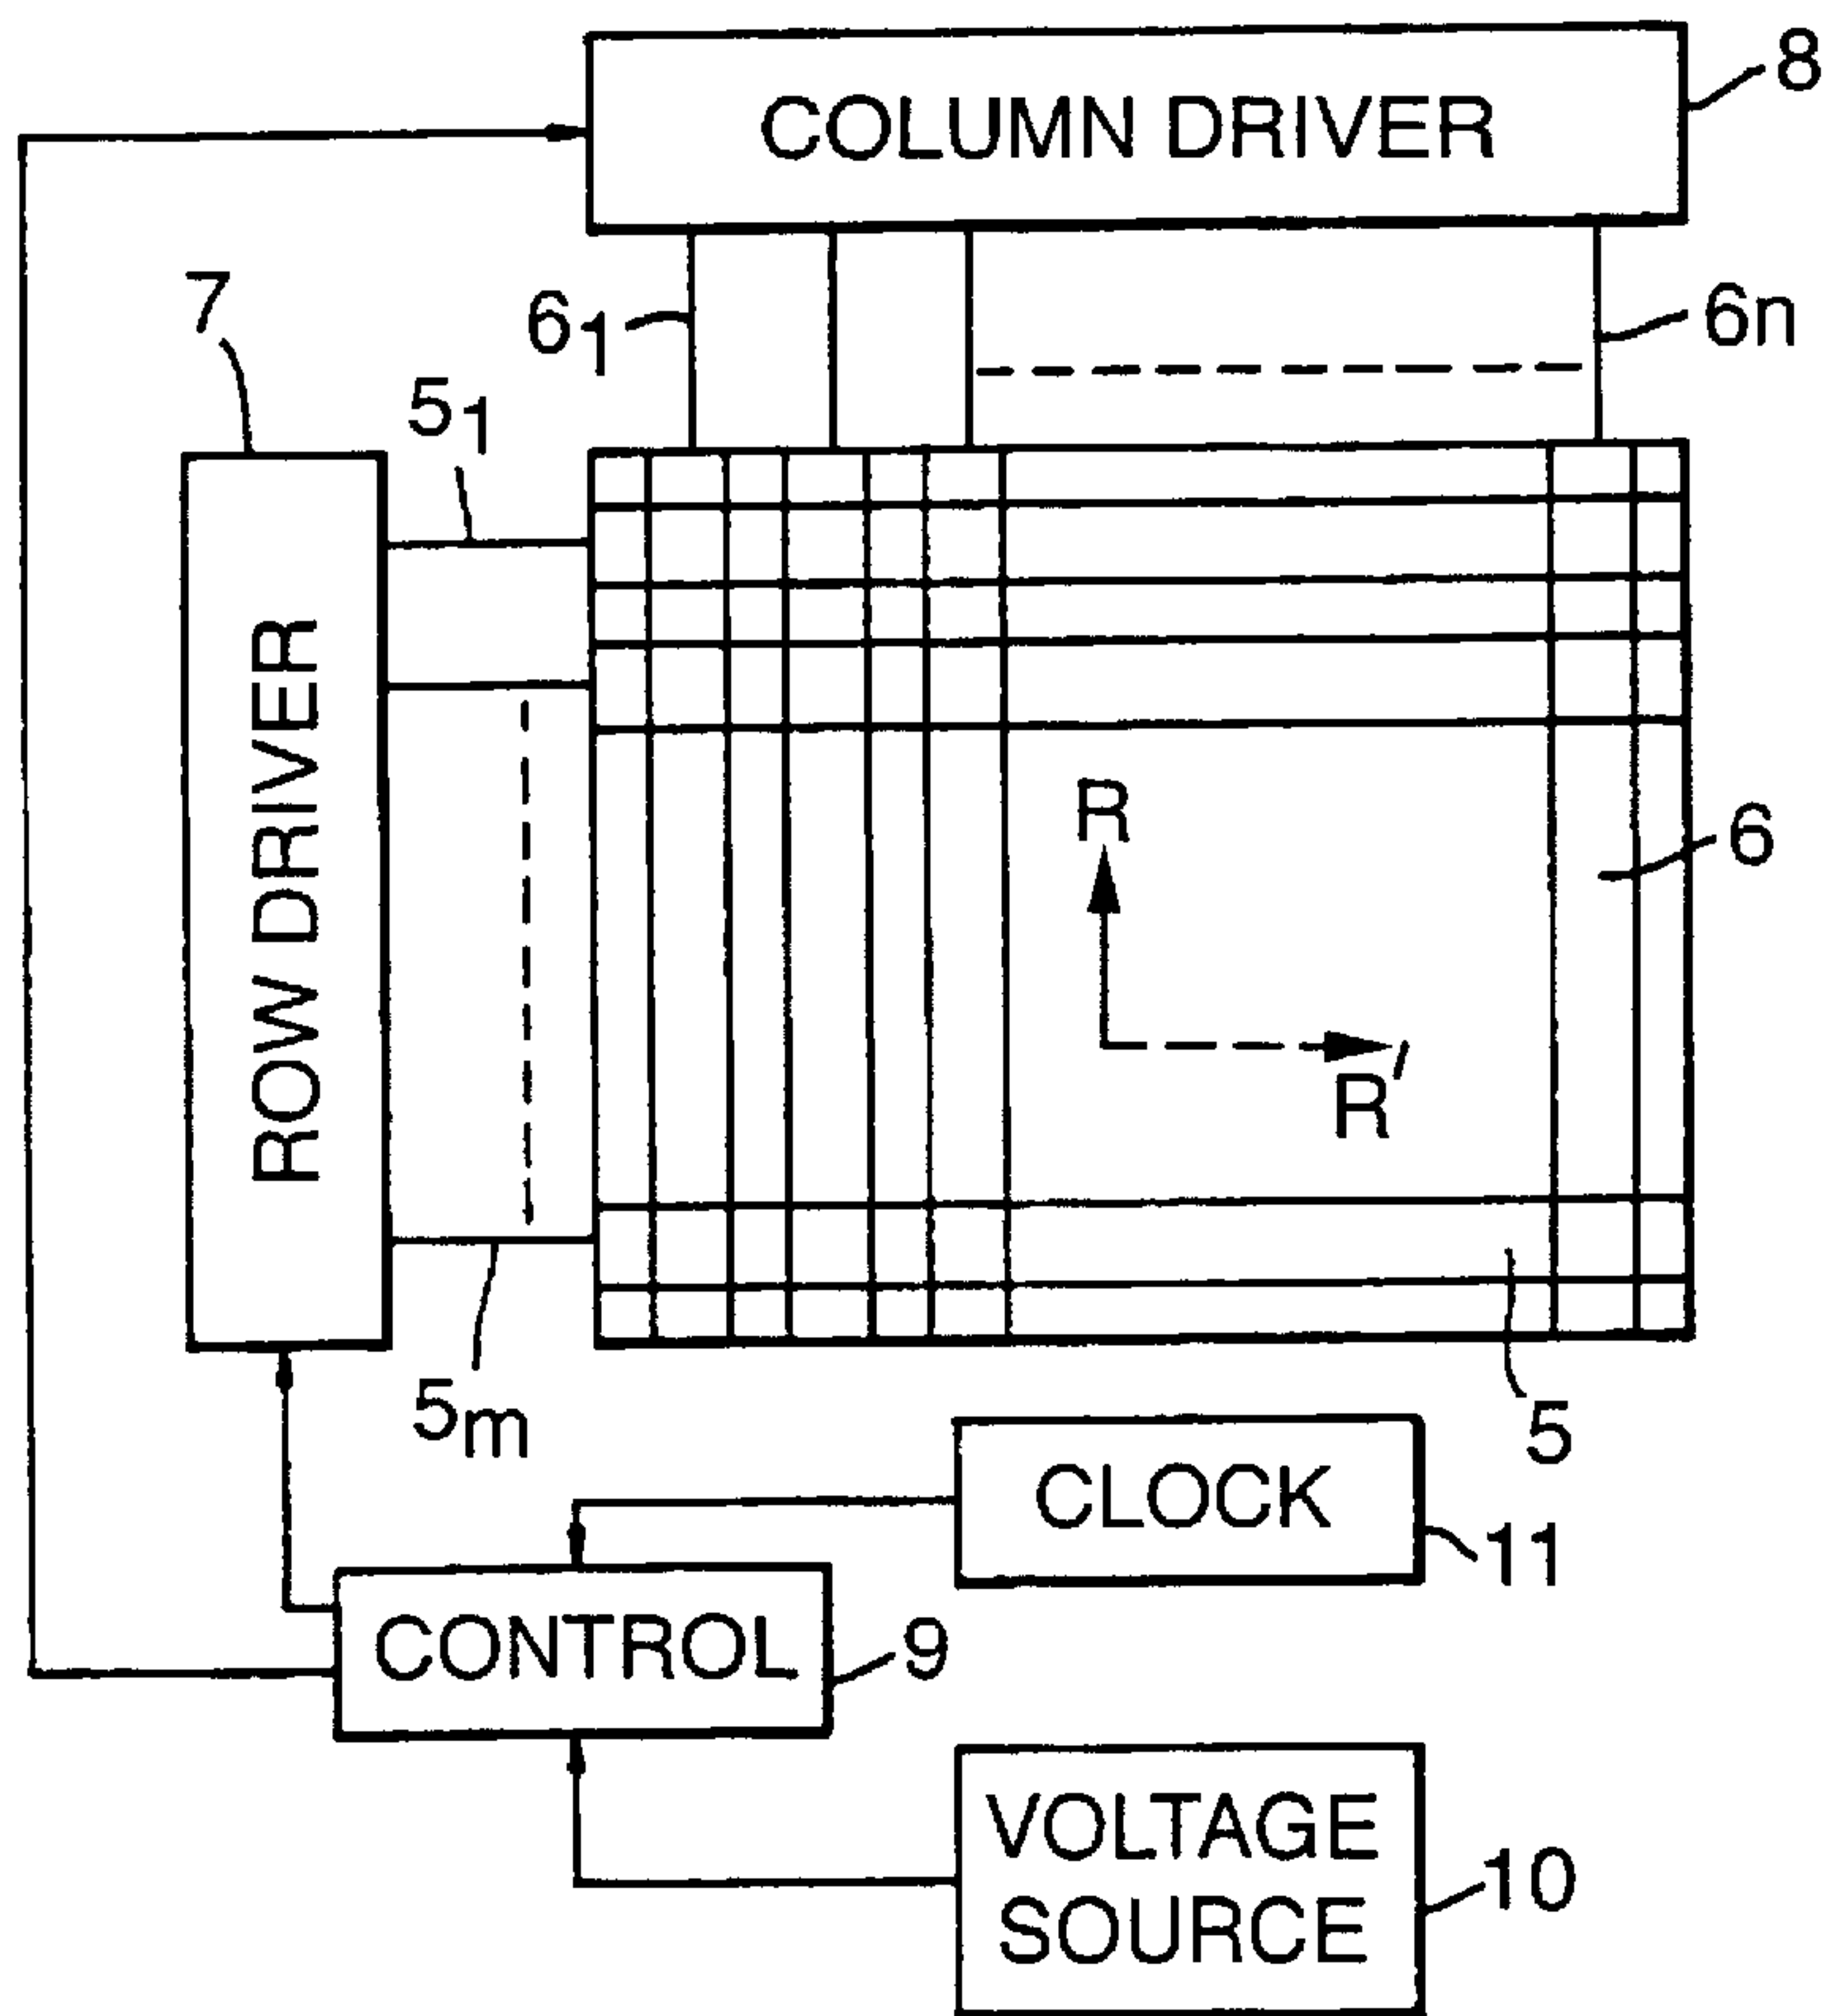 COLUMN DRIVER
8
7
6₁
6n
5₁
ROW DRIVER
R
6
R′
5m
5
CLOCK
11
CONTROL
9
VOLTAGE
SOURCE
10